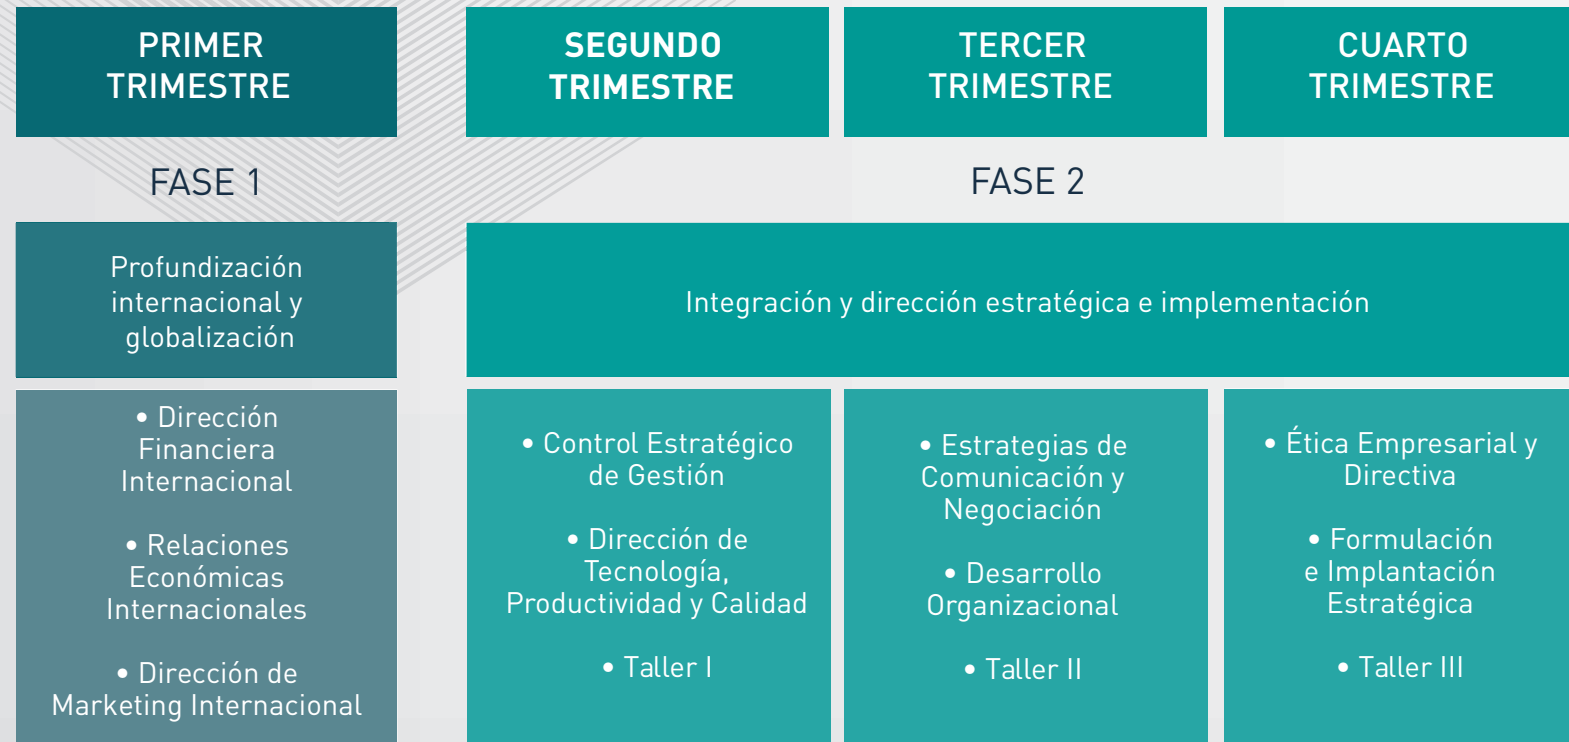 PRIMER
TRIMESTRE
SEGUNDO
TRIMESTRE
TERCER
TRIMESTRE
CUARTO
TRIMESTRE
FASE 1
FASE 2
Profundización
internacional y
globalización
Integración y dirección estratégica e implementación
• Dirección
Financiera
Internacional
• Relaciones
Económicas
Internacionales
• Dirección de
Marketing Internacional
• Control Estratégico
de Gestión
• Dirección de
Tecnología,
Productividad y Calidad
• Taller I
• Estrategias de
Comunicación y
Negociación
• Desarrollo
Organizacional
• Taller II
• Ética Empresarial y
Directiva
• Formulación
e Implantación
Estratégica
• Taller III